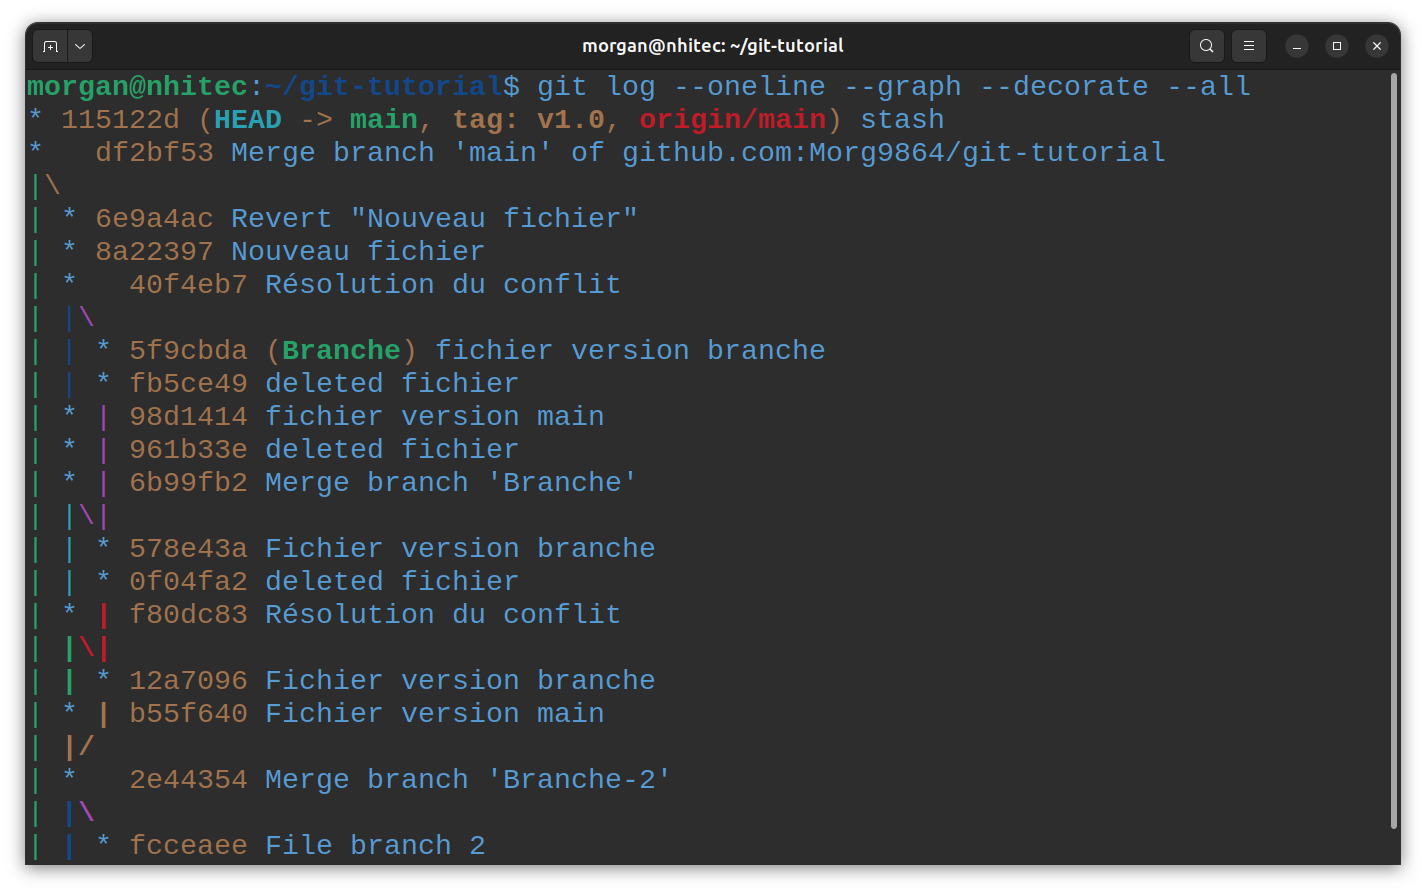 morgan@nhitec: ~/git-tutorial
morgan@nhitec:~/git-tutorial$ git log --oneline --graph --decorate --all
* 115122d (HEAD -> main, tag: v1.0, origin/main) stash
*   df2bf53 Merge branch 'main' of github.com:Morg9864/git-tutorial
|\
| * 6e9a4ac Revert "Nouveau fichier"
| * 8a22397 Nouveau fichier
| *   40f4eb7 Résolution du conflit
| |\
| | * 5f9cbda (Branche) fichier version branche
| | * fb5ce49 deleted fichier
| * | 98d1414 fichier version main
| * | 961b33e deleted fichier
| * | 6b99fb2 Merge branch 'Branche'
| |\|
| | * 578e43a Fichier version branche
| | * 0f04fa2 deleted fichier
| * | f80dc83 Résolution du conflit
| |\|
| | * 12a7096 Fichier version branche
| * | b55f640 Fichier version main
| |/
| *   2e44354 Merge branch 'Branche-2'
| |\
| | * fcceaee File branch 2